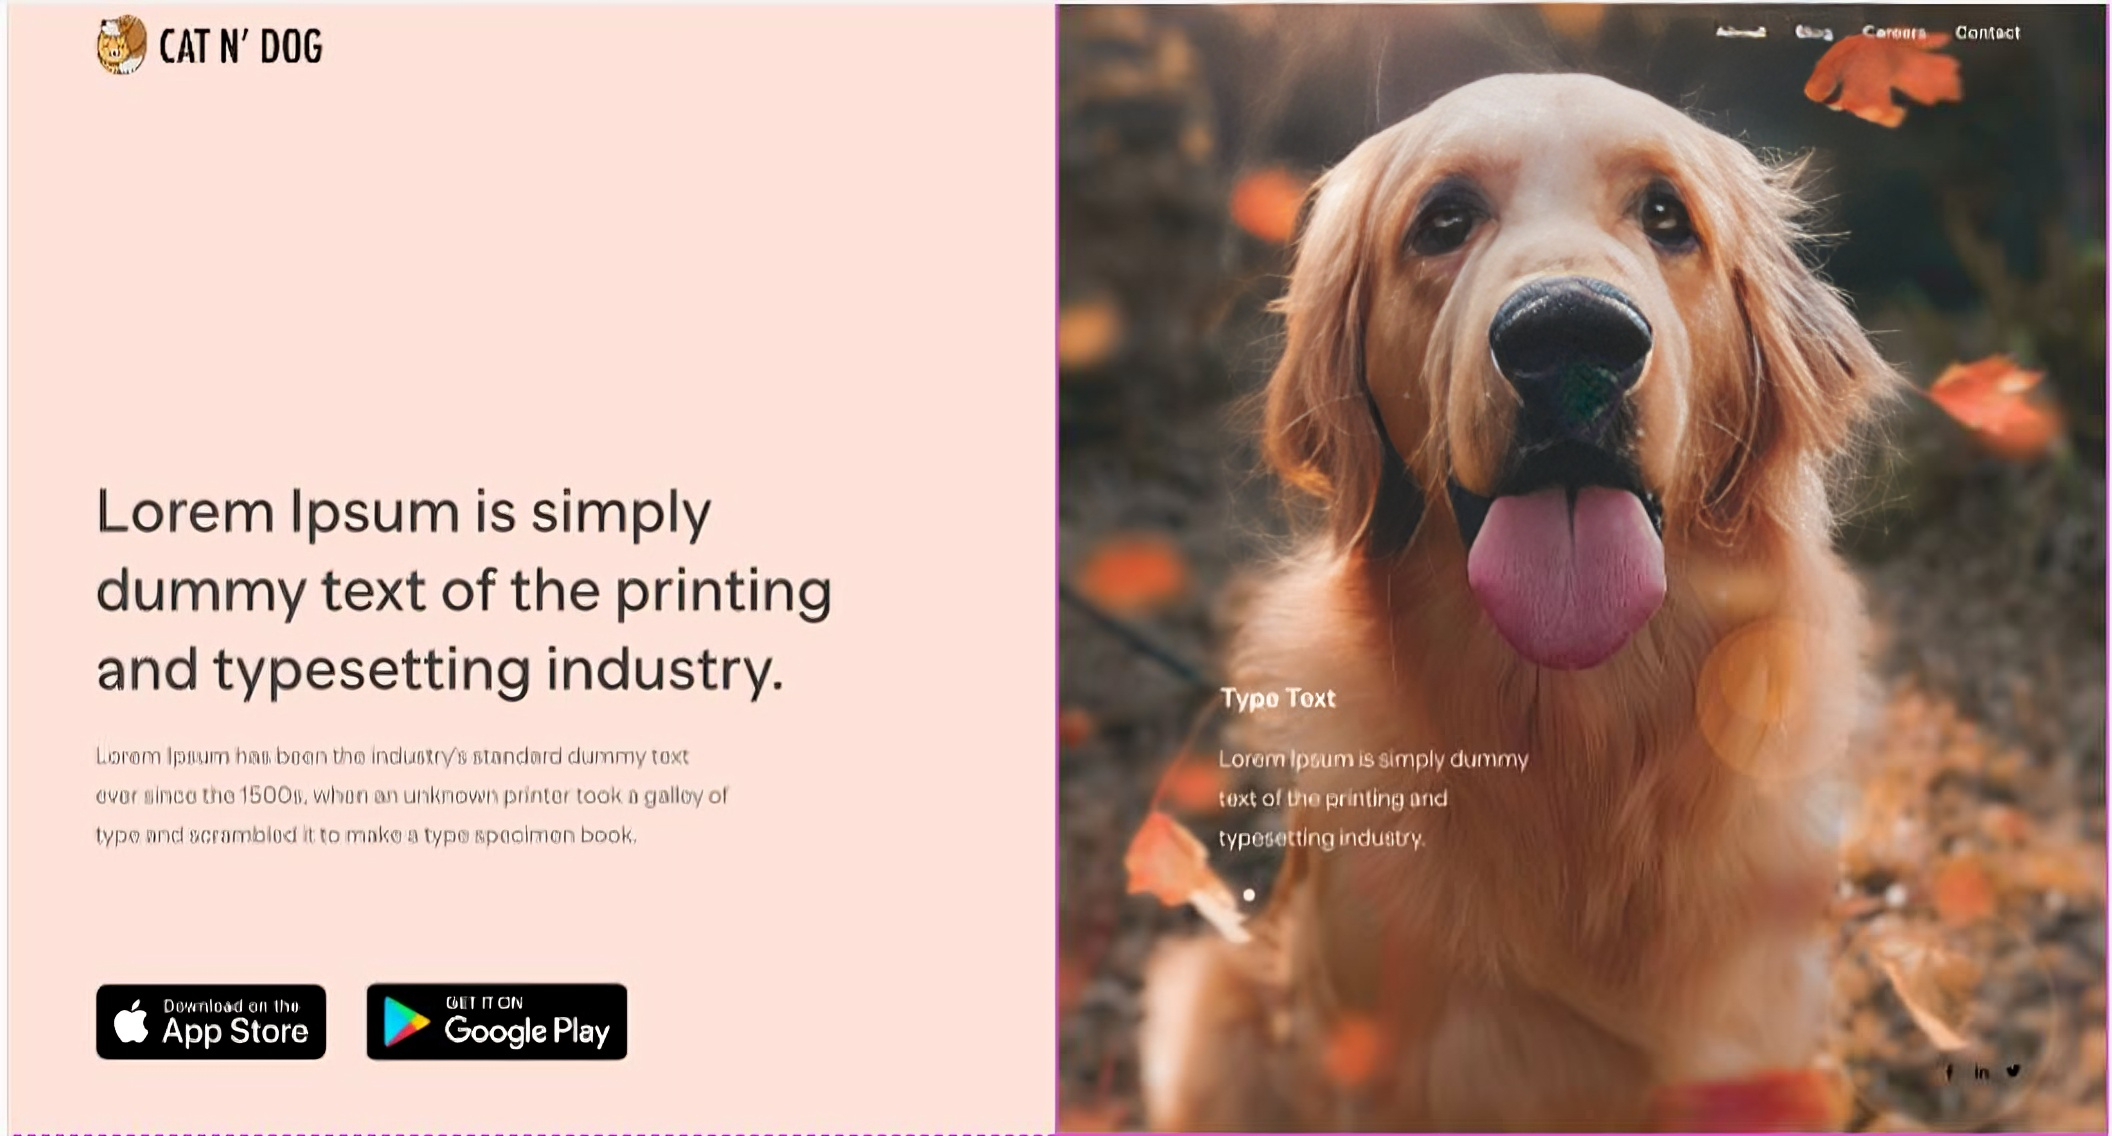 CAT N' DOG
About Blog Careers Contact
Lorem Ipsum is simply
dummy text of the printing
and typesetting industry.
Lorem Ipsum has been the industry's standard dummy text
ever since the 1500s, when an unknown printer took a galley of
type and scrambled it to make a type specimen book.
Download on the
App Store
GET IT ON
Google Play
Type Text
Lorem Ipsum is simply dummy
text of the printing and
typesetting industry.
f in